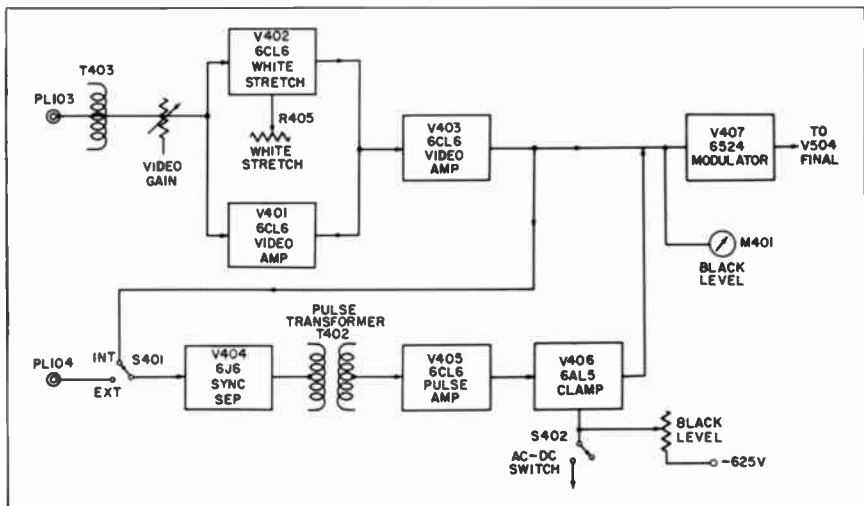 T403
PL103
VIDEO
GAIN
V402
6CL6
WHITE
STRETCH
R405
WHITE STRETCH
V401
6CL6
VIDEO
AMP
V403
6CL6
VIDEO
AMP
V407
6524
MODULATOR
TO
V504
FINAL
M401
BLACK
LEVEL
PL104
INT
S401
EXT
V404
6J6
SYNC
SEP
PULSE
TRANSFORMER
T402
V405
6CL6
PULSE
AMP
V406
6AL5
CLAMP
S402
AC-DC
SWITCH
BLACK
LEVEL
-625V